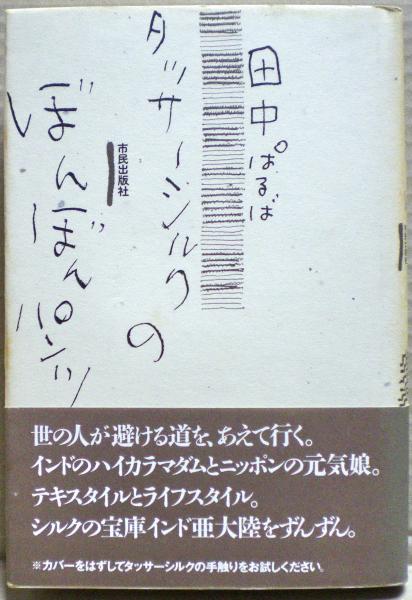 田中ぱるば
タッサーシルクの
ぼんぼんパンツ
市民出版社
世の人が避ける道を、あえて行く。
インドのハイカラマダムとニッポンの元気娘。
テキスタイルとライフスタイル。
シルクの宝庫インド亜大陸をずんずん。
※カバーをはずしてタッサーシルクの手触りをお試しください。